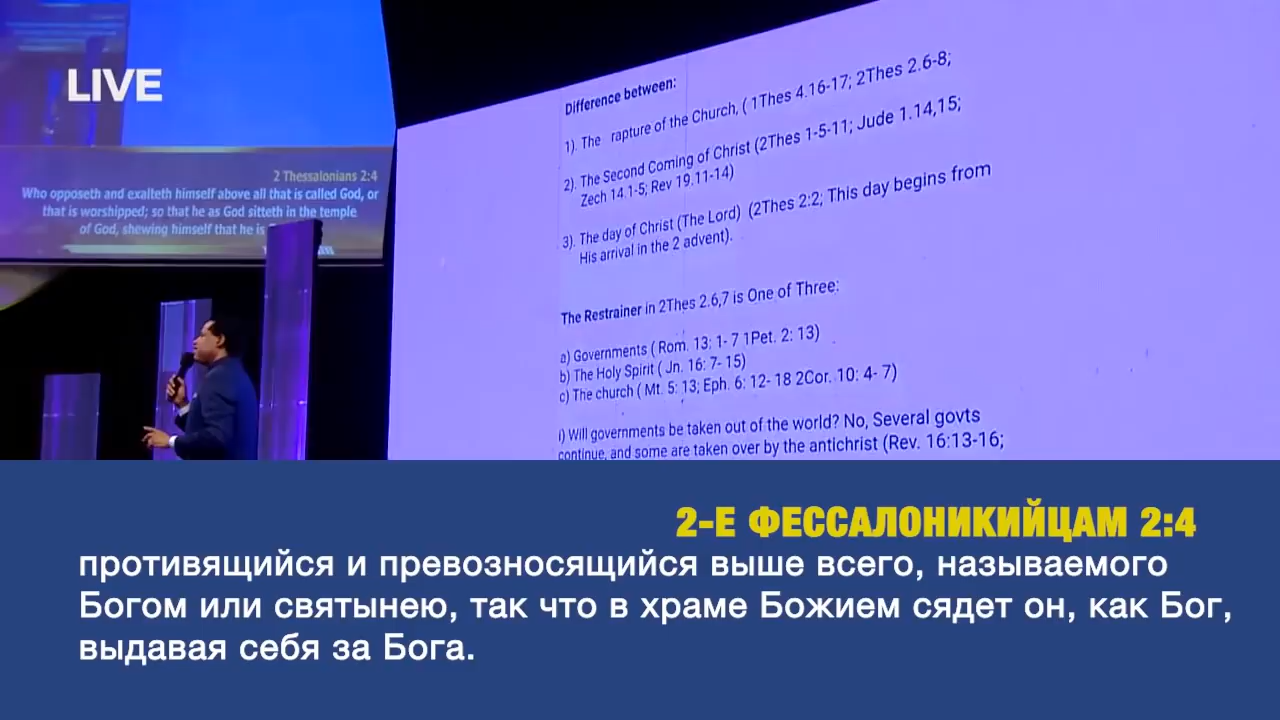 LIVE
2 Thessalonians 2:4
Who opposeth and exalteth himself above all that is called God, or
that is worshipped; so that he as God sitteth in the temple
of God, shewing himself that he is
Difference between:
1). The rapture of the Church, ( 1Thes 4.16-17; 2Thes 2.6-8;
2). The Second Coming of Christ (2Thes 1-5-11; Jude 1.14,15;
Zech 14.1-5; Rev 19.11-14)
3). The day of Christ (The Lord) (2Thes 2:2; This day begins from
His arrival in the 2 advent).
The Restrainer in 2Thes 2.6,7 is One of Three:
a) Governments ( Rom. 13: 1- 7 1Pet. 2: 13)
b) The Holy Spirit ( Jn. 16: 7- 15)
c) The church ( Mt. 5: 13; Eph. 6: 12- 18 2Cor. 10: 4- 7)
i) Will governments be taken out of the world? No, Several govts
continue, and some are taken over by the antichrist (Rev. 16:13-16;
2-Е ФЕССАЛОНИКИЙЦАМ 2:4
противящийся и превозносящийся выше всего, называемого
Богом или святынею, так что в храме Божием сядет он, как Бог,
выдавая себя за Бога.